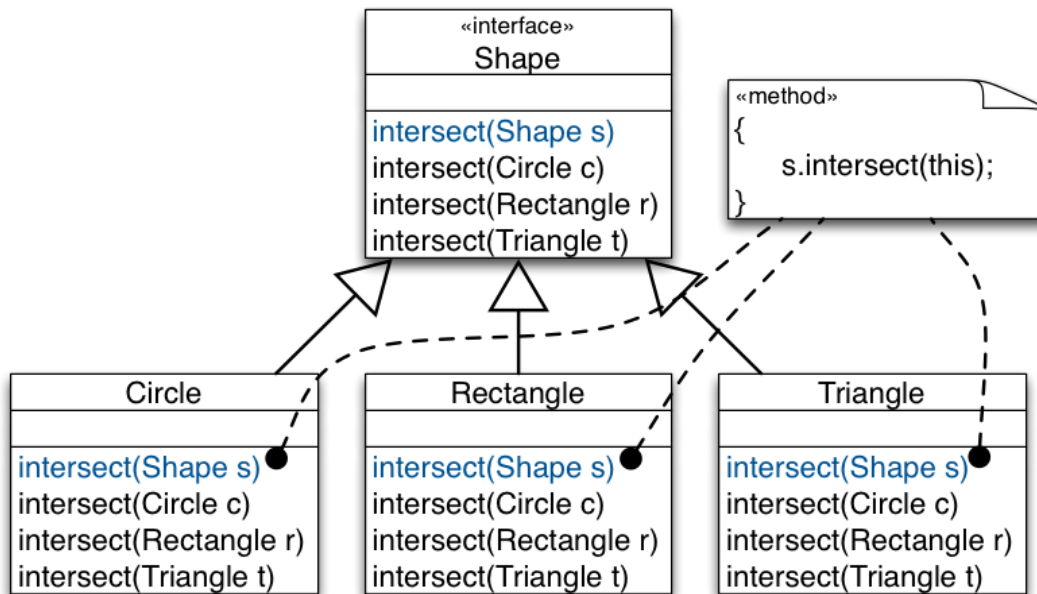 «interface»
Shape
intersect(Shape s)
intersect(Circle c)
intersect(Rectangle r)
intersect(Triangle t)
«method»
{
s.intersect(this);
}
Circle
intersect(Shape s)
intersect(Circle c)
intersect(Rectangle r)
intersect(Triangle t)
Rectangle
intersect(Shape s)
intersect(Circle c)
intersect(Rectangle r)
intersect(Triangle t)
Triangle
intersect(Shape s)
intersect(Circle c)
intersect(Rectangle r)
intersect(Triangle t)